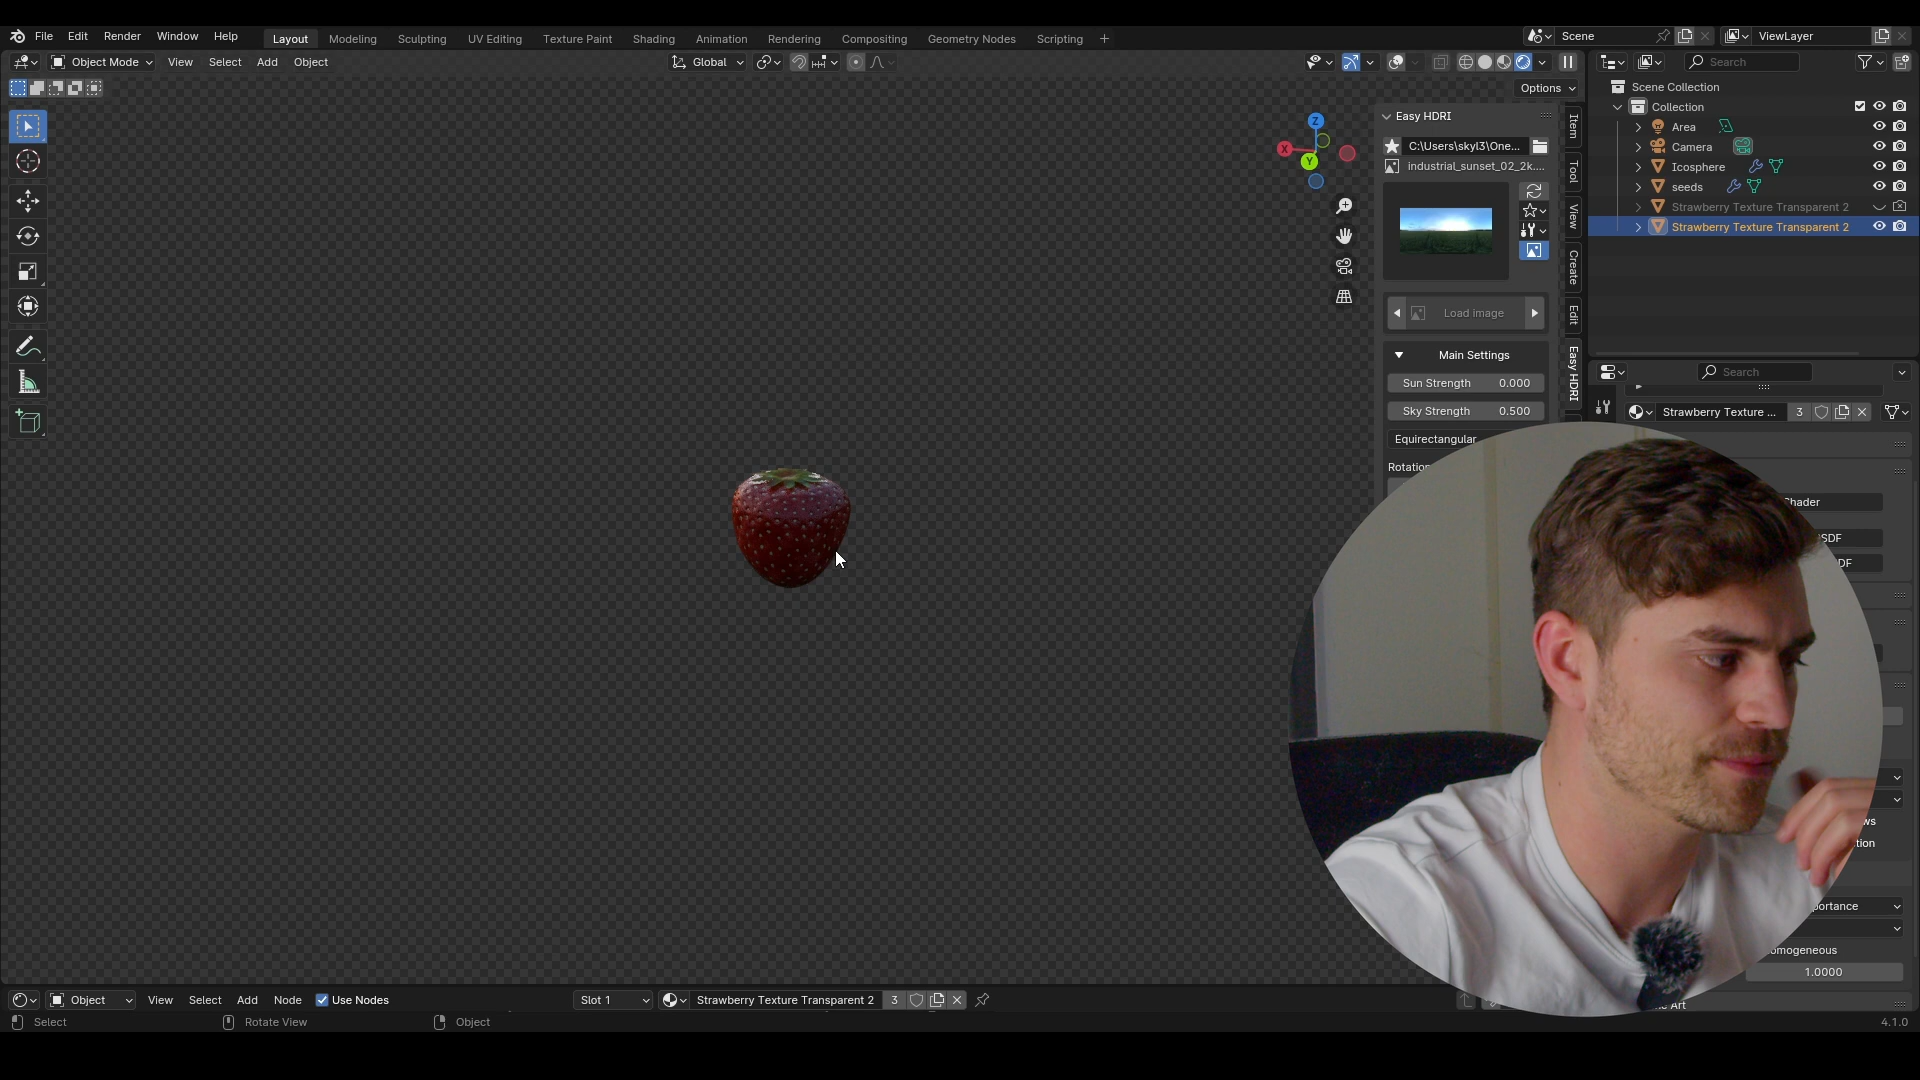 File Edit Render Window Help Layout Modeling Sculpting UV Editing Texture Paint Shading Animation Rendering Compositing Geometry Nodes Scripting + Scene ViewLayer
Object Mode View Select Add Object Global Search
Options
Scene Collection
Collection
Area
Camera
Icosphere
seeds
Strawberry Texture Transparent 2
Strawberry Texture Transparent 2
Z
X
Y
Easy HDRI
C:\Users\skyl3\One...
industrial_sunset_02_2k....
Load image
Main Settings
Sun Strength 0.000
Sky Strength 0.500
Equirectangular
Rotatio
Item
Tool
View
Create
Edit
Easy HDRI
Search
Strawberry Texture ... 3
Shader
SDF
DF
ws
tion
portance
omogeneous
1.0000
e Art
Object View Select Add Node Use Nodes Slot 1 Strawberry Texture Transparent 2 3
Select Rotate View Object 4.1.0